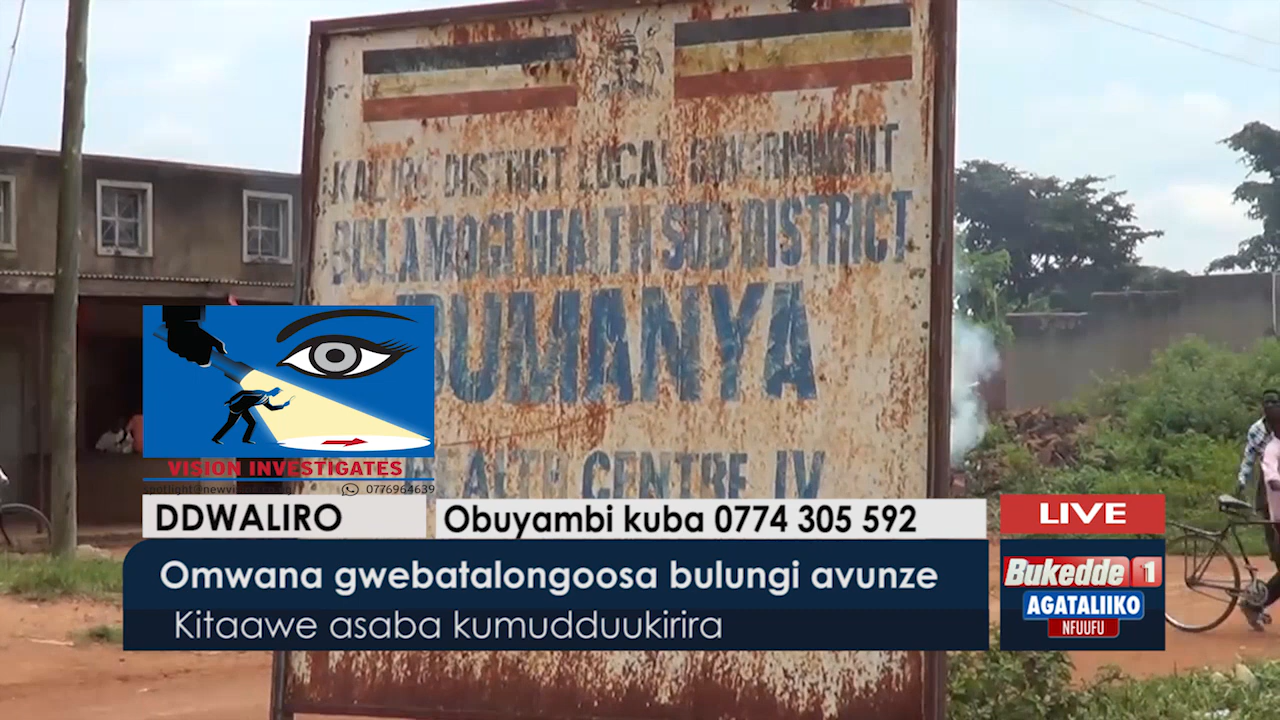 KALIRO DISTRICT LOCAL GOVERNMENT
BULAMOGI HEALTH SUB DISTRICT
BUMANYA
HEALTH CENTRE IV
VISION INVESTIGATES
0776964639
DDWALIRO
Obuyambi kuba 0774 305 592
LIVE
Omwana gwebatalongoosa bulungi avunze
Kitaawe asaba kumudduukirira
Bukedde 1
AGATALIIKO
NFUUFU